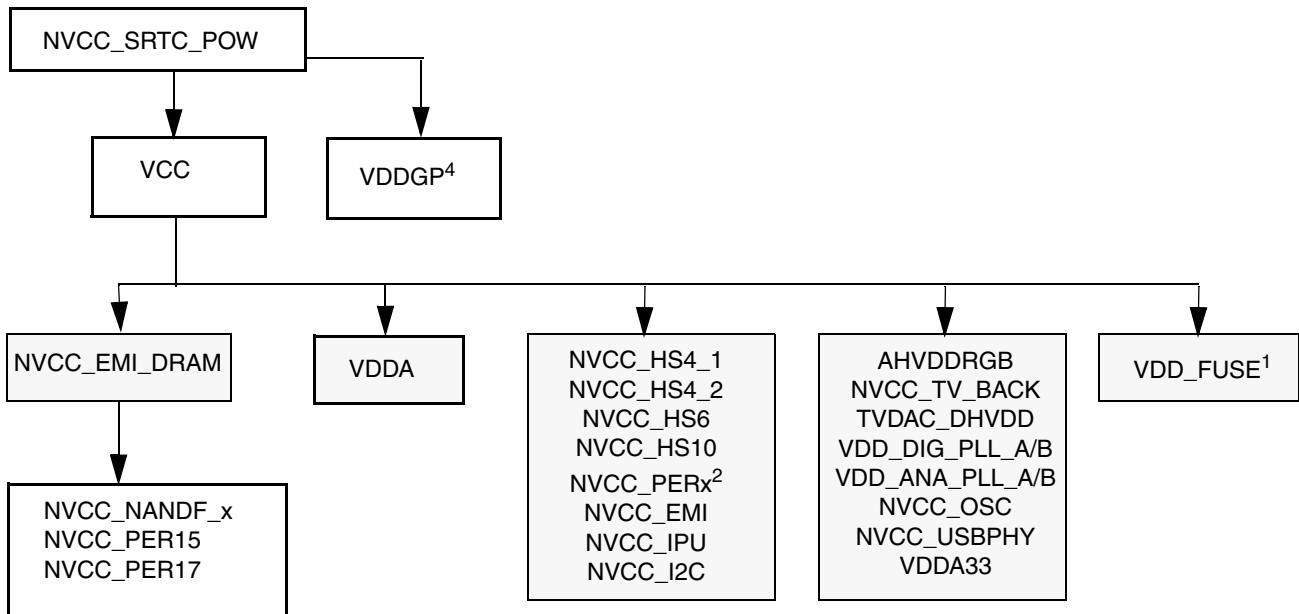 NVCC_SRTC_POW
VCC
VDDGP4
NVCC_EMI_DRAM
VDDA
NVCC_HS4_1
NVCC_HS4_2
NVCC_HS6
NVCC_HS10
NVCC_PERx2
NVCC_EMI
NVCC_IPU
NVCC_I2C
AHVDDRGB
NVCC_TV_BACK
TVDAC_DHVDD
VDD_DIG_PLL_A/B
VDD_ANA_PLL_A/B
NVCC_OSC
NVCC_USBPHY
VDDA33
VDD_FUSE1
NVCC_NANDF_x
NVCC_PER15
NVCC_PER17